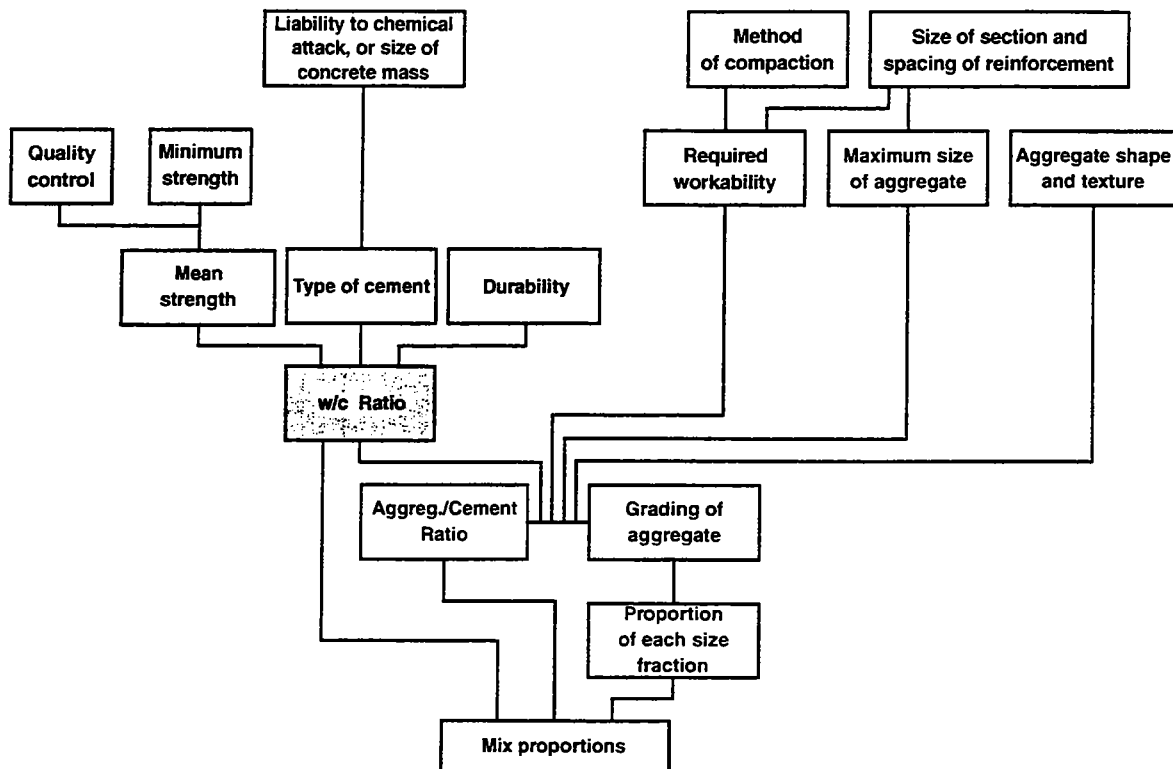 Liability to chemical
attack, or size of
concrete mass
Method
of compaction
Size of section and
spacing of reinforcement
Quality
control
Minimum
strength
Required
workability
Maximum size
of aggregate
Aggregate shape
and texture
Mean
strength
Type of cement
Durability
w/c Ratio
Aggreg./Cement
Ratio
Grading of
aggregate
Proportion
of each size
fraction
Mix proportions